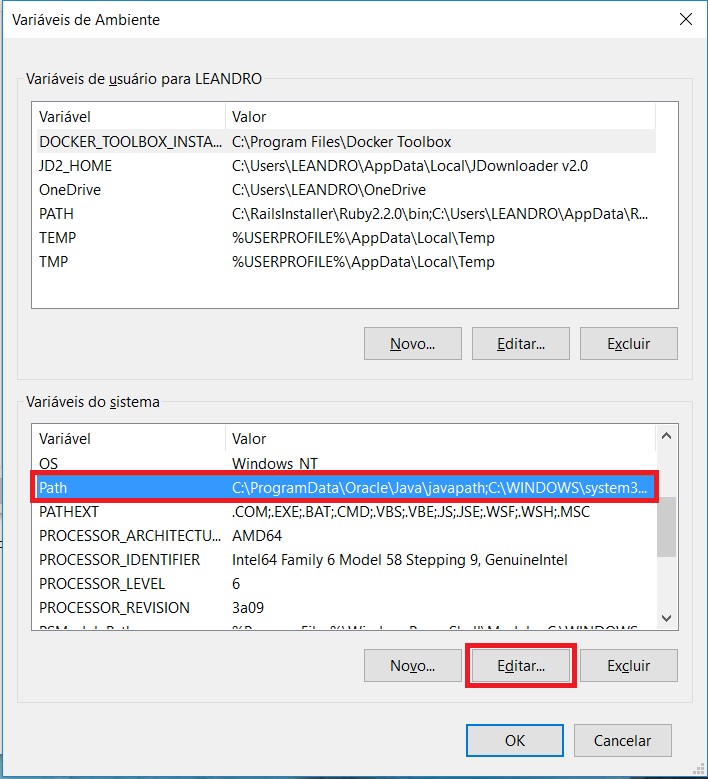 Variáveis de Ambiente
Variáveis de usuário para LEANDRO
Variável Valor
DOCKER_TOOLBOX_INSTA... C:\Program Files\Docker Toolbox
JD2_HOME C:\Users\LEANDRO\AppData\Local\JDownloader v2.0
OneDrive C:\Users\LEANDRO\OneDrive
PATH C:\RailsInstaller\Ruby2.2.0\bin;C:\Users\LEANDRO\AppData\R...
TEMP %USERPROFILE%\AppData\Local\Temp
TMP %USERPROFILE%\AppData\Local\Temp
Novo... Editar... Excluir
Variáveis do sistema
Variável Valor
OS Windows_NT
Path C:\ProgramData\Oracle\Java\javapath;C:\WINDOWS\system3...
PATHEXT .COM;.EXE;.BAT;.CMD;.VBS;.VBE;.JS;.JSE;.WSF;.WSH;.MSC
PROCESSOR_ARCHITECTU... AMD64
PROCESSOR_IDENTIFIER Intel64 Family 6 Model 58 Stepping 9, GenuineIntel
PROCESSOR_LEVEL 6
PROCESSOR_REVISION 3a09
Novo... Editar... Excluir
OK Cancelar